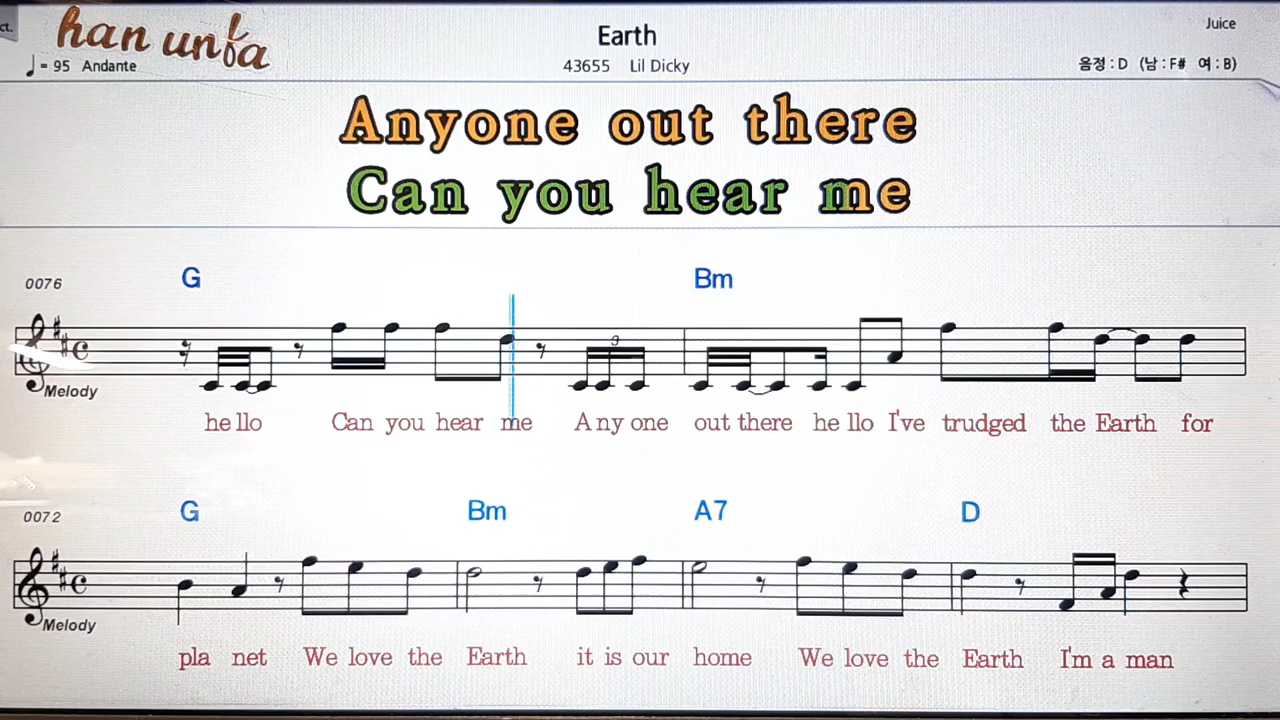 ct.
han unfa
Earth
Juice
♩= 95 Andante
43655 Lil Dicky
음정 : D (남 : F# 여 : B)
Anyone out there
Can you hear me
0076
G Bm
3
Melody
he llo Can you hear me A ny one out there he llo I've trudged the Earth for
0072
G Bm A7 D
Melody
pla net We love the Earth it is our home We love the Earth I'm a man